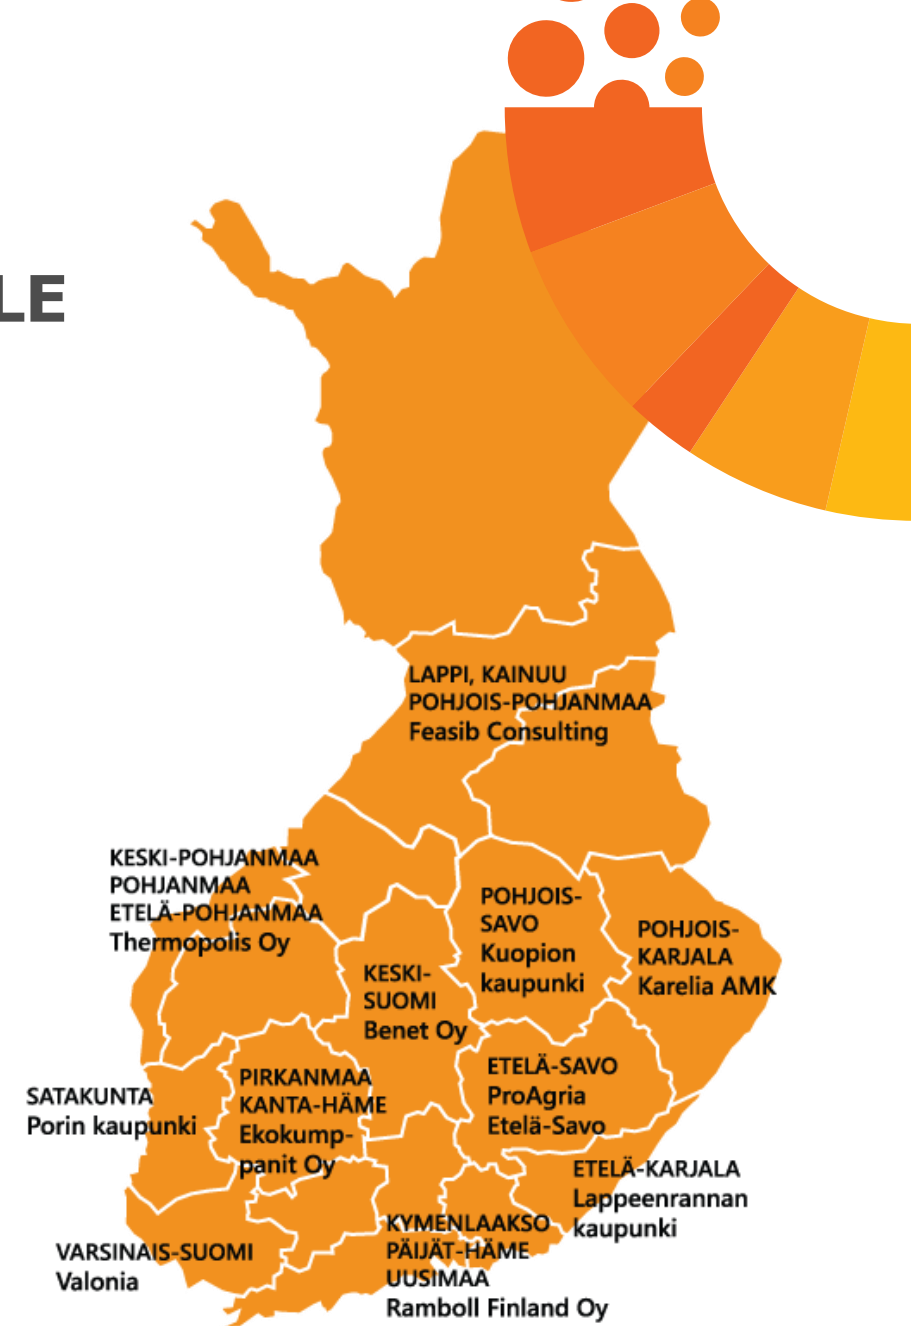 LE
LAPPI, KAINUU
POHJOIS-POHJANMAA
Feasib Consulting
KESKI-POHJANMAA
POHJANMAA
ETELÄ-POHJANMAA
Thermopolis Oy
POHJOIS-
SAVO
Kuopion
kaupunki
POHJOIS-
KARJALA
Karelia AMK
KESKI-
SUOMI
Benet Oy
ETELÄ-SAVO
ProAgria
Etelä-Savo
PIRKANMAA
KANTA-HÄME
Ekokump-
panit Oy
SATAKUNTA
Porin kaupunki
ETELÄ-KARJALA
Lappeenrannan
kaupunki
KYMENLAAKSO
PÄIJÄT-HÄME
UUSIMAA
Ramboll Finland Oy
VARSINAIS-SUOMI
Valonia